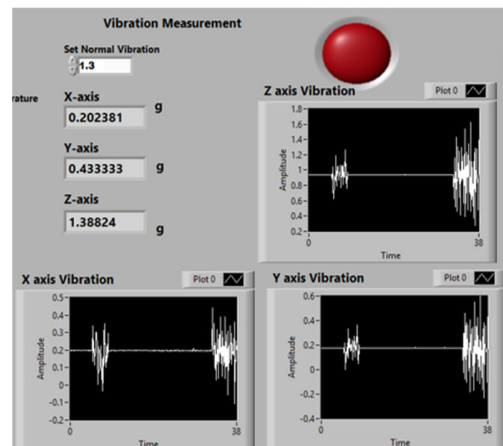 Vibration Measurement
Set Normal Vibration
1.3
rature
X-axis
0.202381 g
Y-axis
0.433333 g
Z-axis
1.38824 g
Z axis Vibration Plot 0
Amplitude
1.8
1.6
1.4
1.2
1
0.8
0.6
0.4
0.2
0 38
Time
X axis Vibration Plot 0
Amplitude
0.5
0.4
0.3
0.2
0.1
0
-0.1
-0.2
0 38
Time
Y axis Vibration Plot 0
Amplitude
0.6
0.4
0.2
0
-0.2
-0.4
0 38
Time